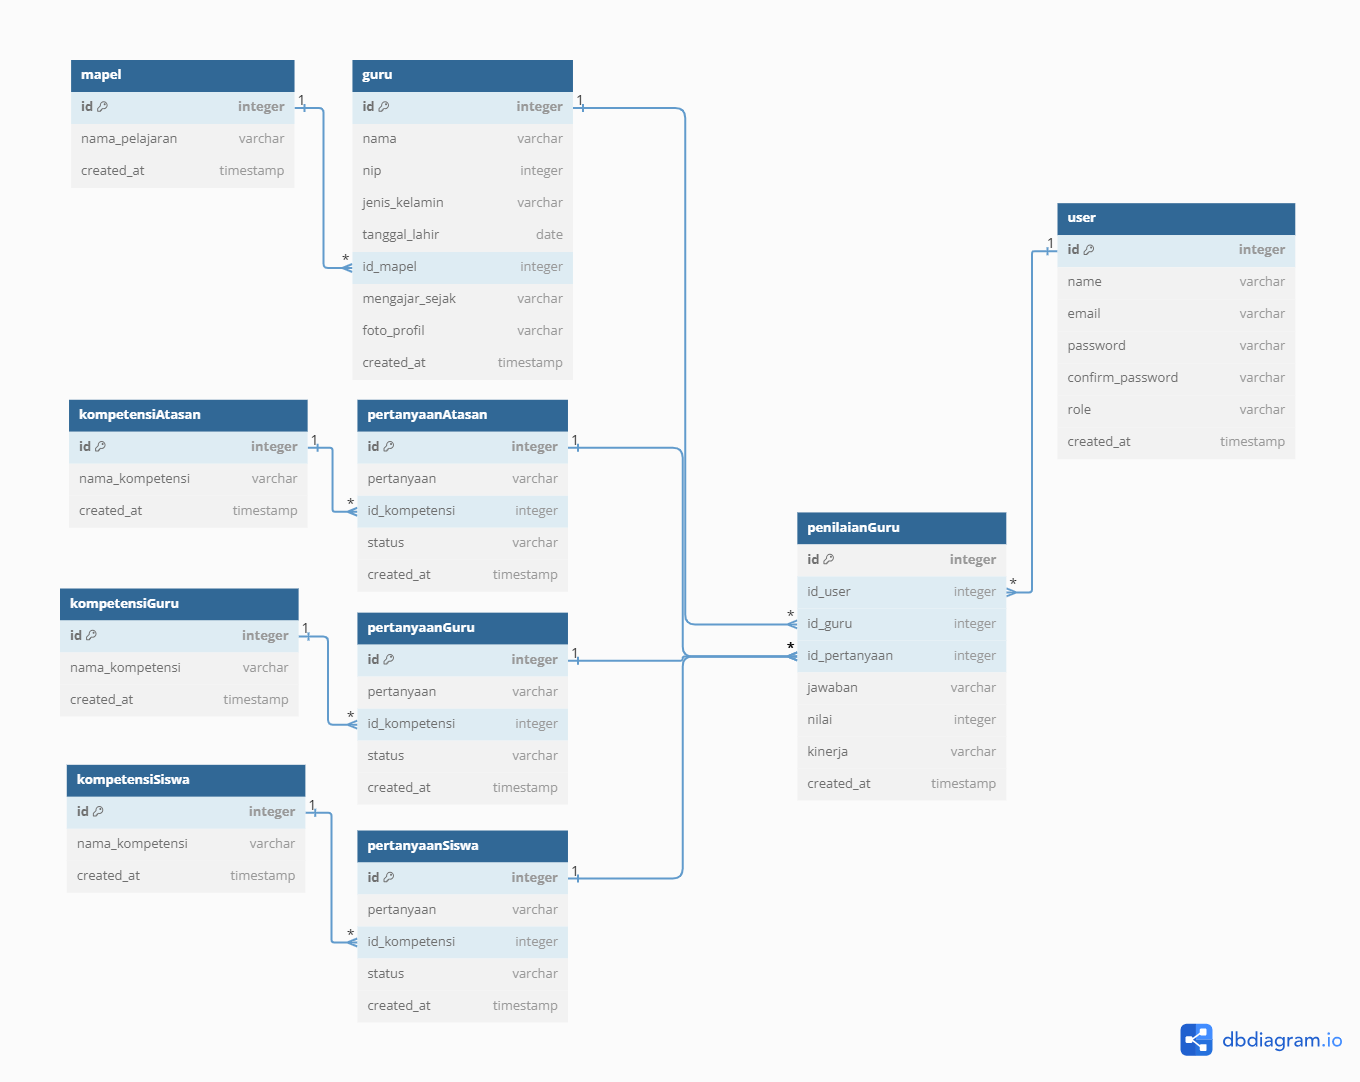 mapel
id integer
nama_pelajaran varchar
created_at timestamp
1
*
guru
id integer
nama varchar
nip integer
jenis_kelamin varchar
tanggal_lahir date
id_mapel integer
mengajar_sejak varchar
foto_profil varchar
created_at timestamp
1
user
id integer
name varchar
email varchar
password varchar
confirm_password varchar
role varchar
created_at timestamp
1
kompetensiAtasan
id integer
nama_kompetensi varchar
created_at timestamp
1
*
pertanyaanAtasan
id integer
pertanyaan varchar
id_kompetensi integer
status varchar
created_at timestamp
1
kompetensiGuru
id integer
nama_kompetensi varchar
created_at timestamp
1
*
pertanyaanGuru
id integer
pertanyaan varchar
id_kompetensi integer
status varchar
created_at timestamp
1
penilaianGuru
id integer
id_user integer
id_guru integer
id_pertanyaan integer
jawaban varchar
nilai integer
kinerja varchar
created_at timestamp
*
*
*
kompetensiSiswa
id integer
nama_kompetensi varchar
created_at timestamp
1
*
pertanyaanSiswa
id integer
pertanyaan varchar
id_kompetensi integer
status varchar
created_at timestamp
1
dbdiagram.io